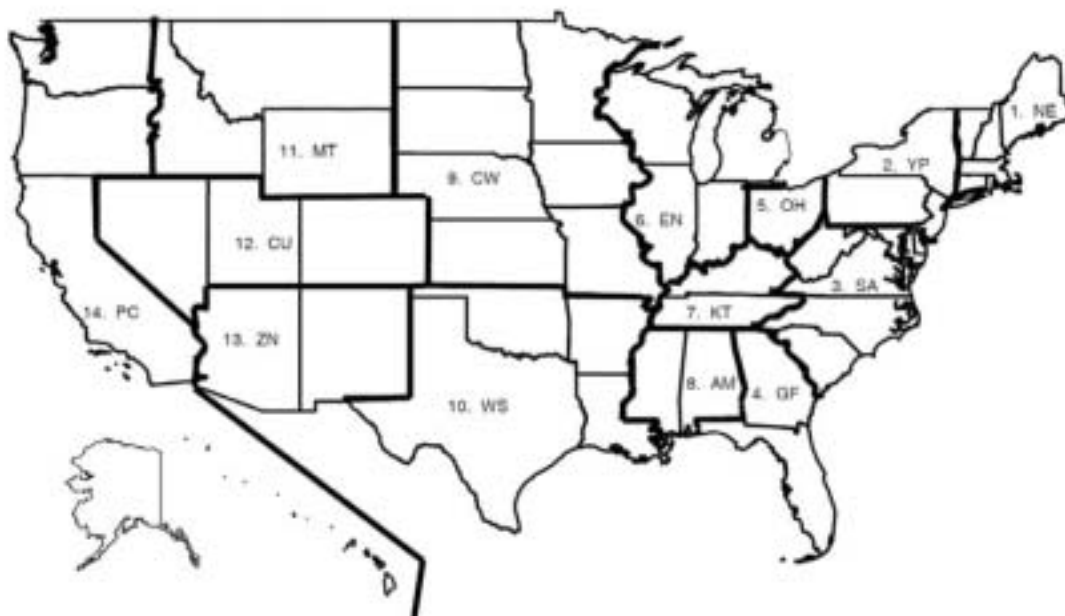 1. NE
2. YP
11. MT
9. CW
5. OH
6. EN
12. CU
3. SA
14. PC
7. KT
13. ZN
8. AM
4. GF
10. WS